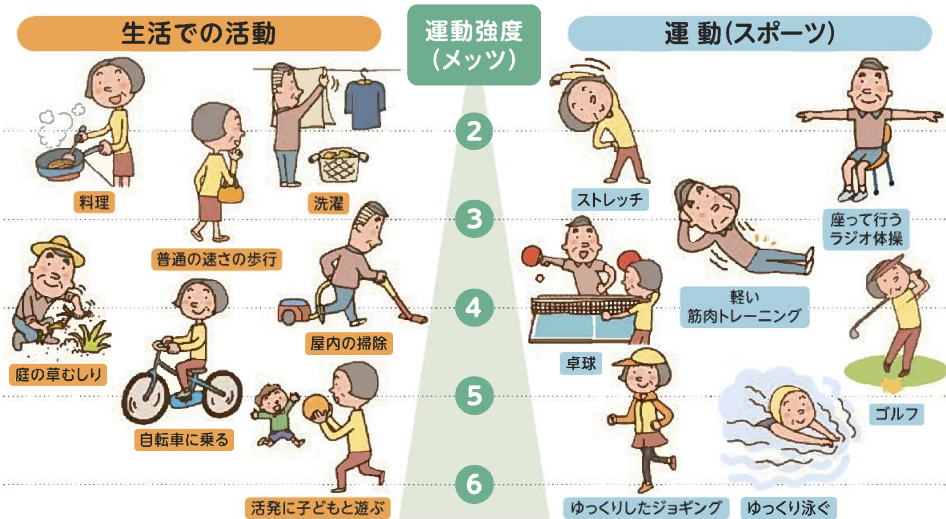 生活での活動
運動強度
(メッツ)
運動(スポーツ)
2
料理
洗濯
ストレッチ
3
普通の速さの歩行
座って行う
ラジオ体操
軽い
筋肉トレーニング
4
庭の草むしり
屋内の掃除
卓球
5
自転車に乗る
ゴルフ
6
活発に子どもと遊ぶ
ゆっくりしたジョギング
ゆっくり泳ぐ